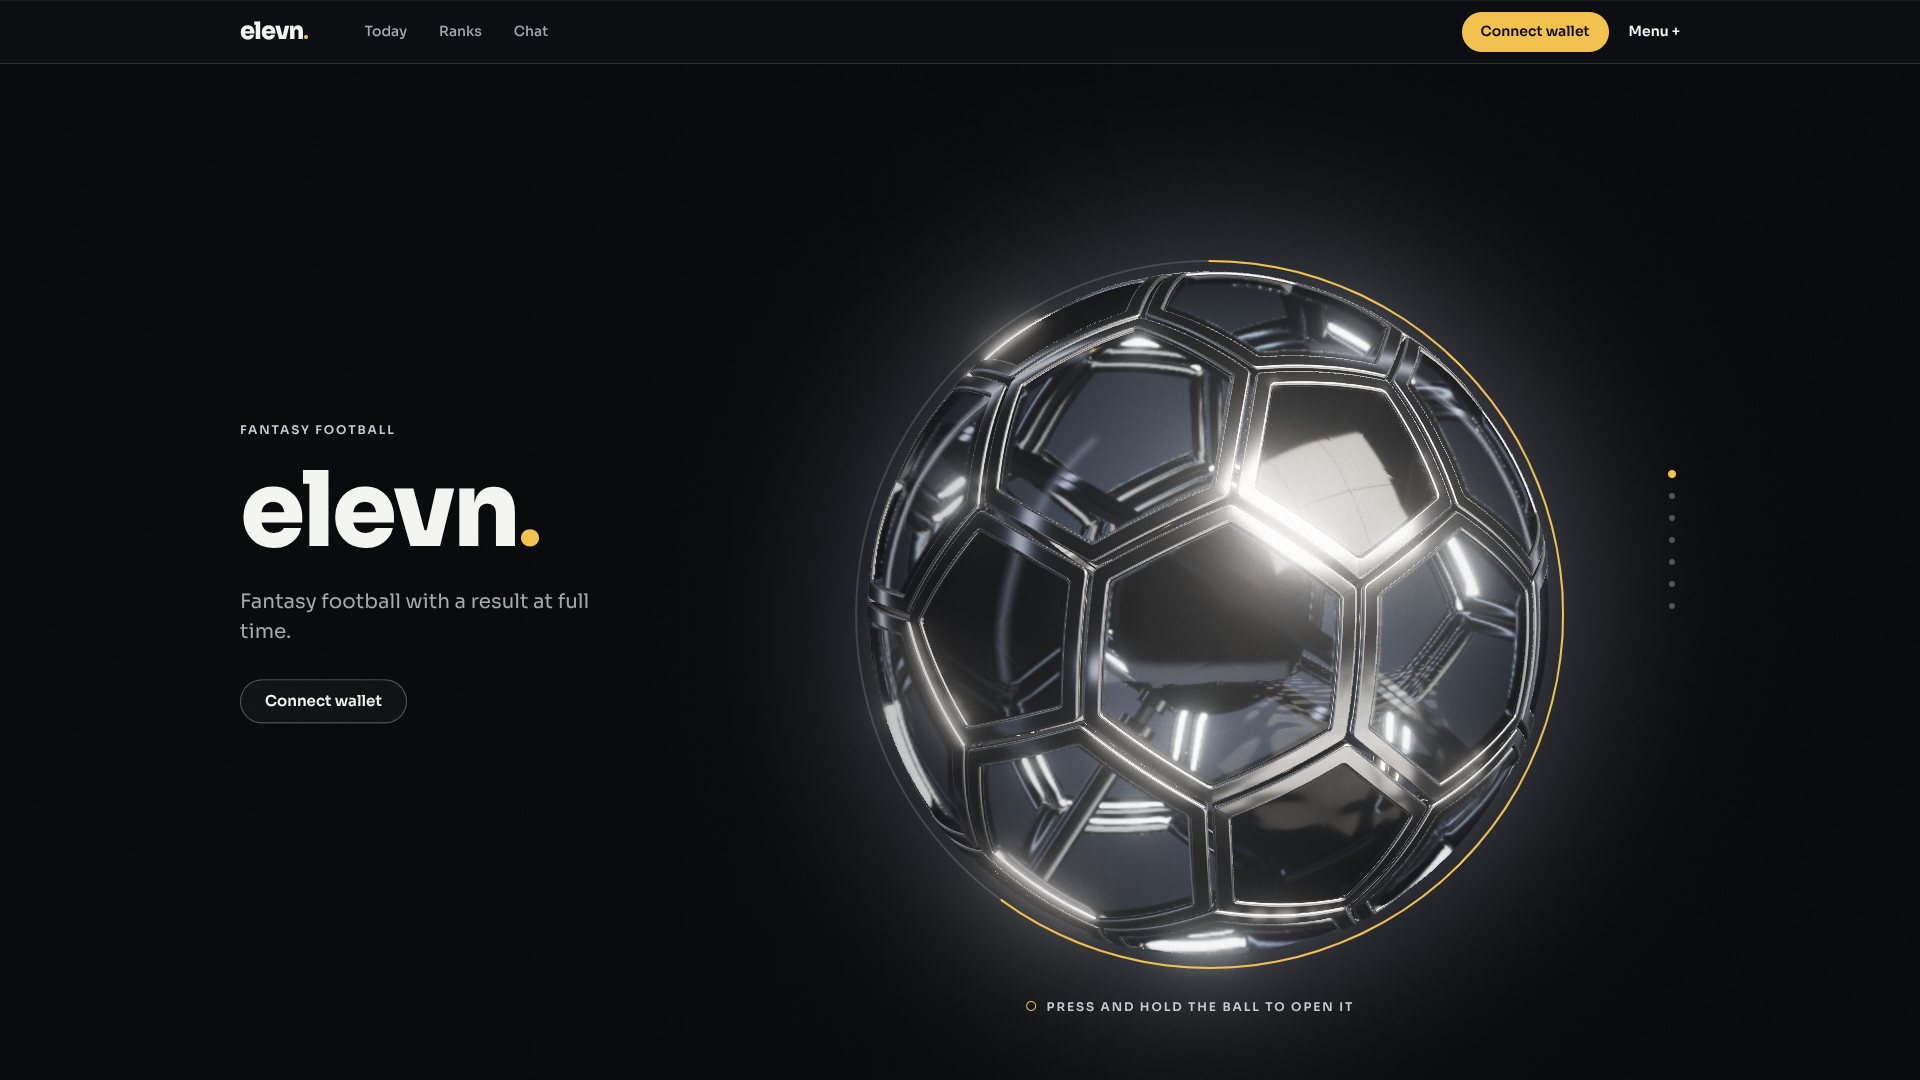 elevn.
Today
Ranks
Chat
Connect wallet
Menu +
FANTASY FOOTBALL
elevn.
Fantasy football with a result at full
time.
Connect wallet
PRESS AND HOLD THE BALL TO OPEN IT